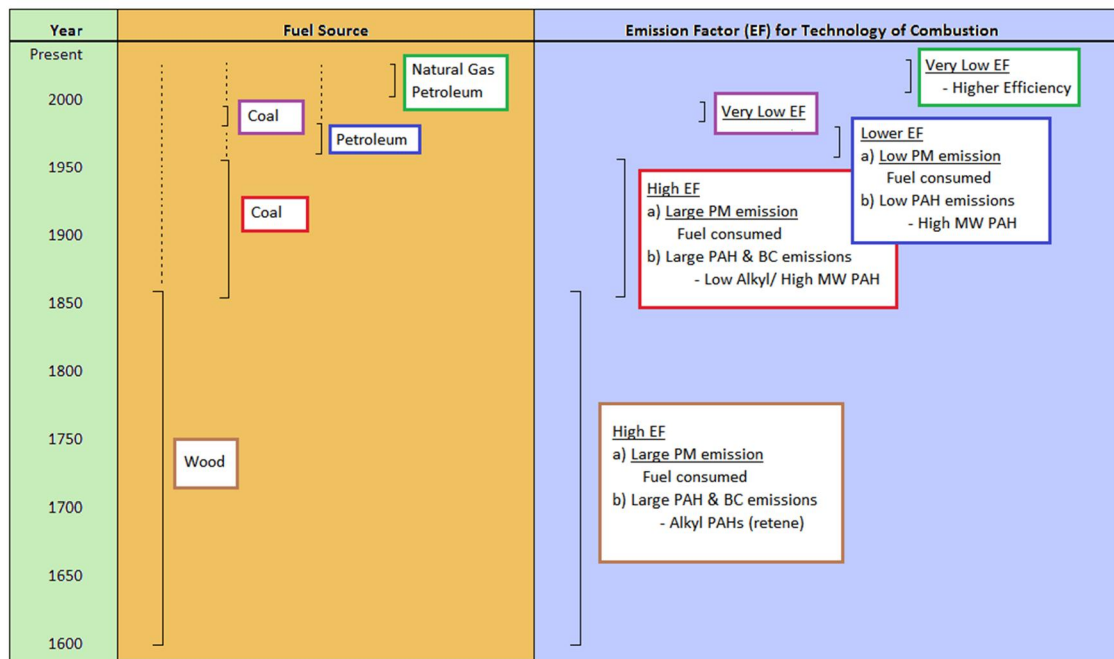 Year
Fuel Source
Emission Factor (EF) for Technology of Combustion
Present
2000
1950
1900
1850
1800
1750
1700
1650
1600
Natural Gas
Petroleum
Coal
Petroleum
Coal
Wood
Very Low EF
- Higher Efficiency
Very Low EF
Lower EF
a) Low PM emission
Fuel consumed
b) Low PAH emissions
- High MW PAH
High EF
a) Large PM emission
Fuel consumed
b) Large PAH & BC emissions
- Low Alkyl/ High MW PAH
High EF
a) Large PM emission
Fuel consumed
b) Large PAH & BC emissions
- Alkyl PAHs (retene)